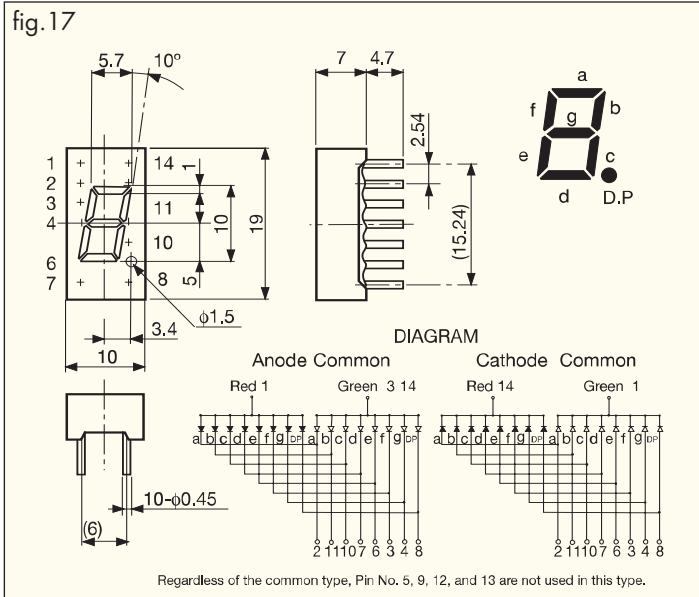 fig.17
5.7 10° 7 4.7
2.54
a
f b
g
e c
d D.P
1 14
2
3 11
4
10
6
7 8
1
10
5
19
(15.24)
φ1.5
3.4
10
DIAGRAM
Anode Common Cathode Common
Red 1 Green 3 14 Red 14 Green 1
a b c d e f g DP a b c d e f g DP a b c d e f g DP a b c d e f g DP
10-φ0.45
(6)
2 11 10 7 6 3 4 8 2 11 10 7 6 3 4 8
Regardless of the common type, Pin No. 5, 9, 12, and 13 are not used in this type.